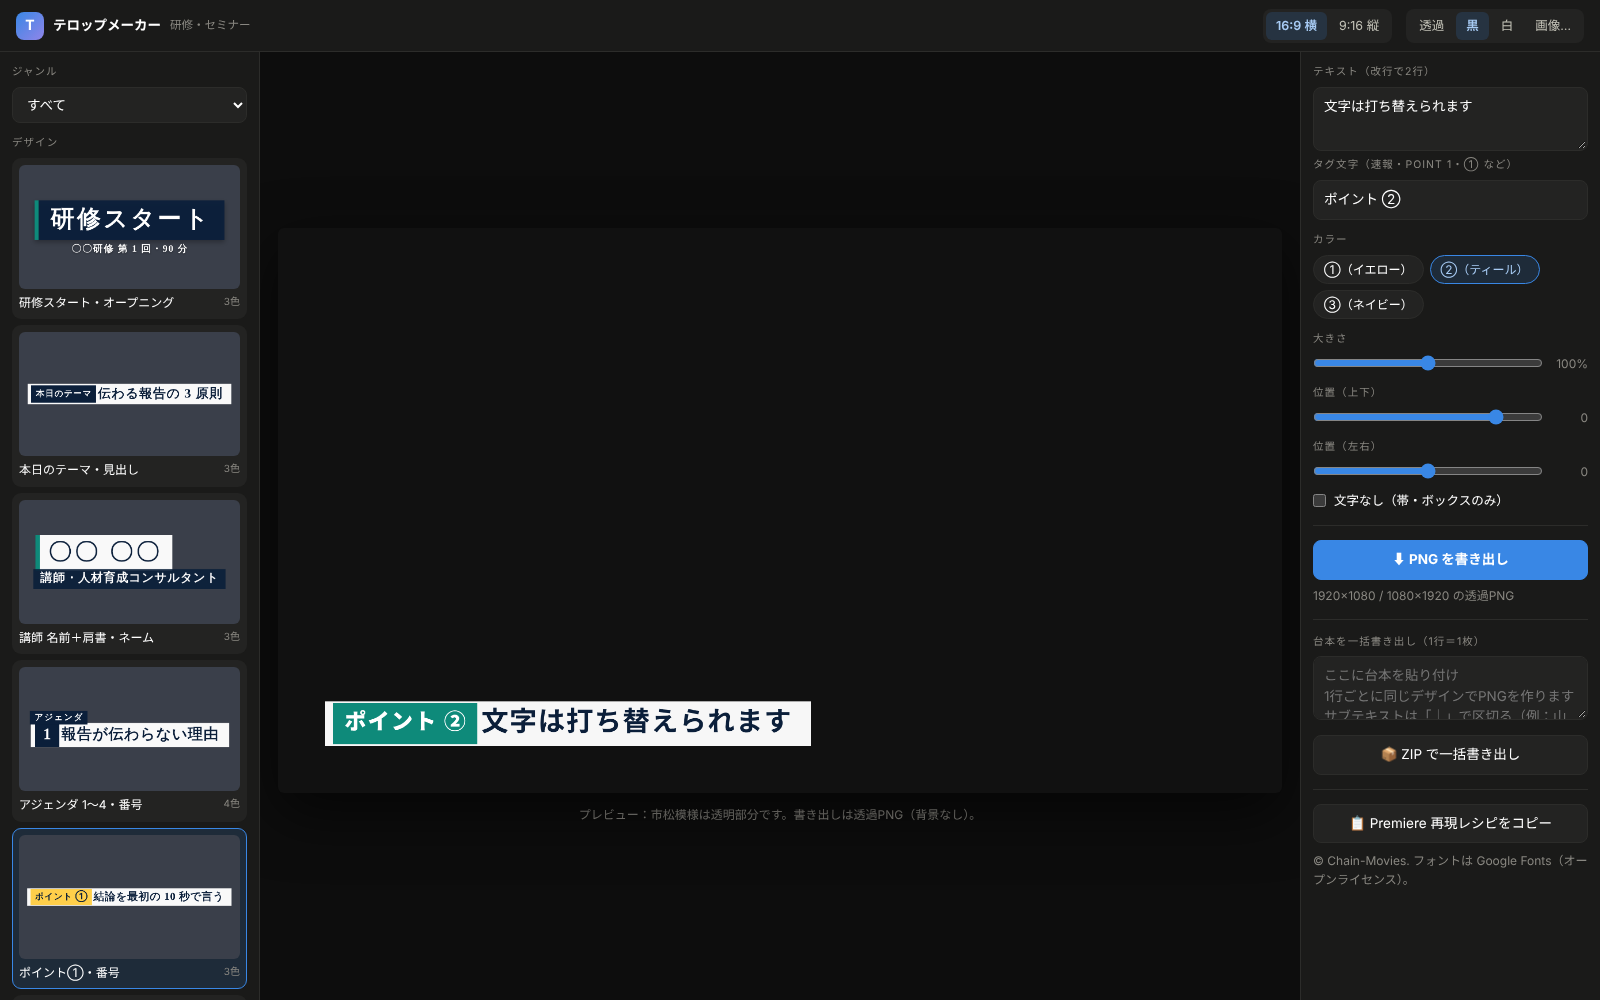 T テロップメーカー 研修・セミナー
16:9 横 9:16 縦 透過 黒 白 画像...
ジャンル
すべて
デザイン
研修スタート
〇〇研修 第 1 回・90 分
研修スタート・オープニング 3色
本日のテーマ 伝わる報告の 3 原則
本日のテーマ・見出し 3色
〇〇 〇〇
講師・人材育成コンサルタント
講師 名前＋肩書・ネーム 3色
アジェンダ
1 報告が伝わらない理由
アジェンダ 1〜4・番号 4色
ポイント ① 結論を最初の 10 秒で言う
ポイント①・番号 3色
ポイント ② 文字は打ち替えられます
プレビュー：市松模様は透明部分です。書き出しは透過PNG（背景なし）。
テキスト（改行で2行）
文字は打ち替えられます
タグ文字（速報・POINT 1・① など）
ポイント ②
カラー
①（イエロー） ②（ティール）
③（ネイビー）
大きさ
100%
位置（上下）
0
位置（左右）
0
文字なし（帯・ボックスのみ）
⬇ PNG を書き出し
1920×1080 / 1080×1920 の透過PNG
台本を一括書き出し（1行＝1枚）
ここに台本を貼り付け
1行ごとに同じデザインでPNGを作ります
サブテキストは「｜」で区切る（例：山
📦 ZIP で一括書き出し
📋 Premiere 再現レシピをコピー
© Chain-Movies. フォントは Google Fonts（オー
プンライセンス）。